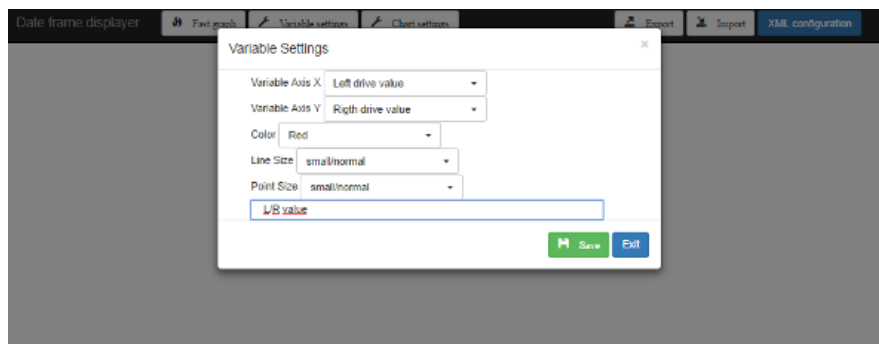 Date frame displayer Fast graph Variable settings Chart settings Export Import XML configuration
Variable Settings ×
Variable Axis X Left drive value
Variable Axis Y Rigth drive value
Color Red
Line Size small/normal
Point Size small/normal
L/R value
Save Exit